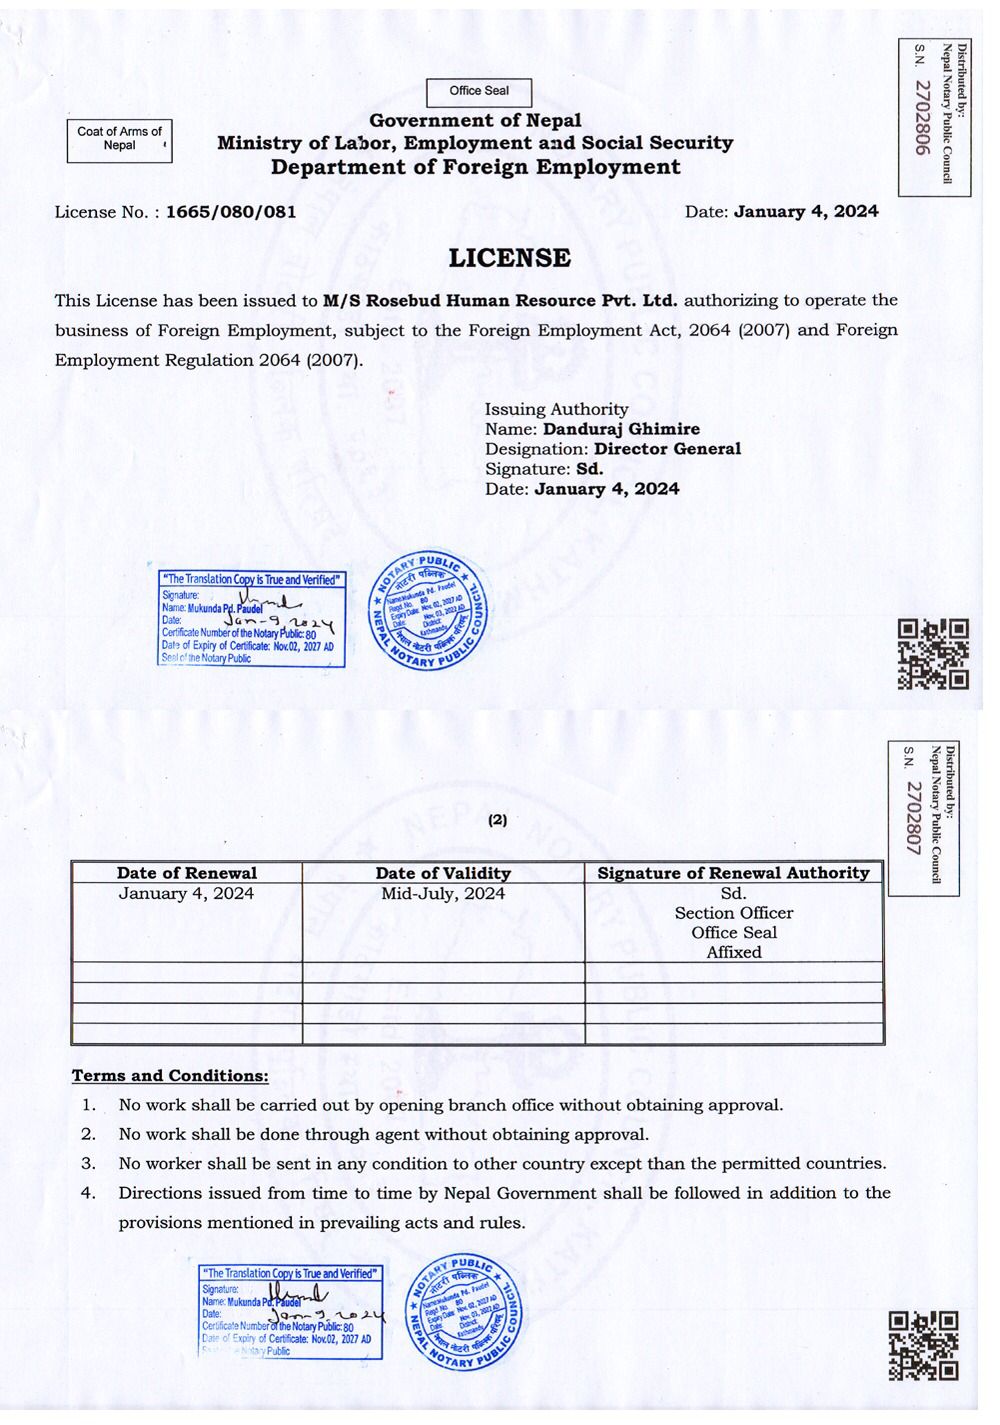 Distributed by:
Nepal Notary Public Council
S.N. 2702806
Office Seal
Coat of Arms of
Nepal
Government of Nepal
Ministry of Labor, Employment and Social Security
Department of Foreign Employment
License No. : 1665/080/081
Date: January 4, 2024
LICENSE
This License has been issued to M/S Rosebud Human Resource Pvt. Ltd. authorizing to operate the
business of Foreign Employment, subject to the Foreign Employment Act, 2064 (2007) and Foreign
Employment Regulation 2064 (2007).
Issuing Authority
Name: Danduraj Ghimire
Designation: Director General
Signature: Sd.
Date: January 4, 2024
"The Translation Copy is True and Verified"
Signature:
Name: Mukunda Pd. Paudel
Date: Jan-9, 2024
Certificate Number of the Notary Public: 80
Date of Expiry of Certificate: Nov.02, 2027 AD
Seal of the Notary Public
NOTARY PUBLIC
नोटरी पब्लिक
Name: Mukunda Pd. Paudel
Regd. No. 80
Expiry Date: Nov. 02, 2027 AD
District
Kathmandu
नेपाल नोटरी पब्लिक परिषद
NEPAL NOTARY PUBLIC COUNCIL
Distributed by:
Nepal Notary Public Council
S.N. 2702807
(2)
Date of Renewal Date of Validity Signature of Renewal Authority
January 4, 2024 Mid-July, 2024 Sd.
Section Officer
Office Seal
Affixed
Terms and Conditions:
1. No work shall be carried out by opening branch office without obtaining approval.
2. No work shall be done through agent without obtaining approval.
3. No worker shall be sent in any condition to other country except than the permitted countries.
4. Directions issued from time to time by Nepal Government shall be followed in addition to the
provisions mentioned in prevailing acts and rules.
"The Translation Copy is True and Verified"
Signature:
Name: Mukunda Pd. Paudel
Date: Jan-9, 2024
Certificate Number of the Notary Public: 80
Date of Expiry of Certificate: Nov.02, 2027 AD
Notary Public
NOTARY PUBLIC
नोटरी पब्लिक
Name: Mukunda Pd. Paudel
Regd. No. 80
Expiry Date: Nov. 02, 2027 AD
District
Kathmandu
नेपाल नोटरी पब्लिक परिषद
NEPAL NOTARY PUBLIC COUNCIL